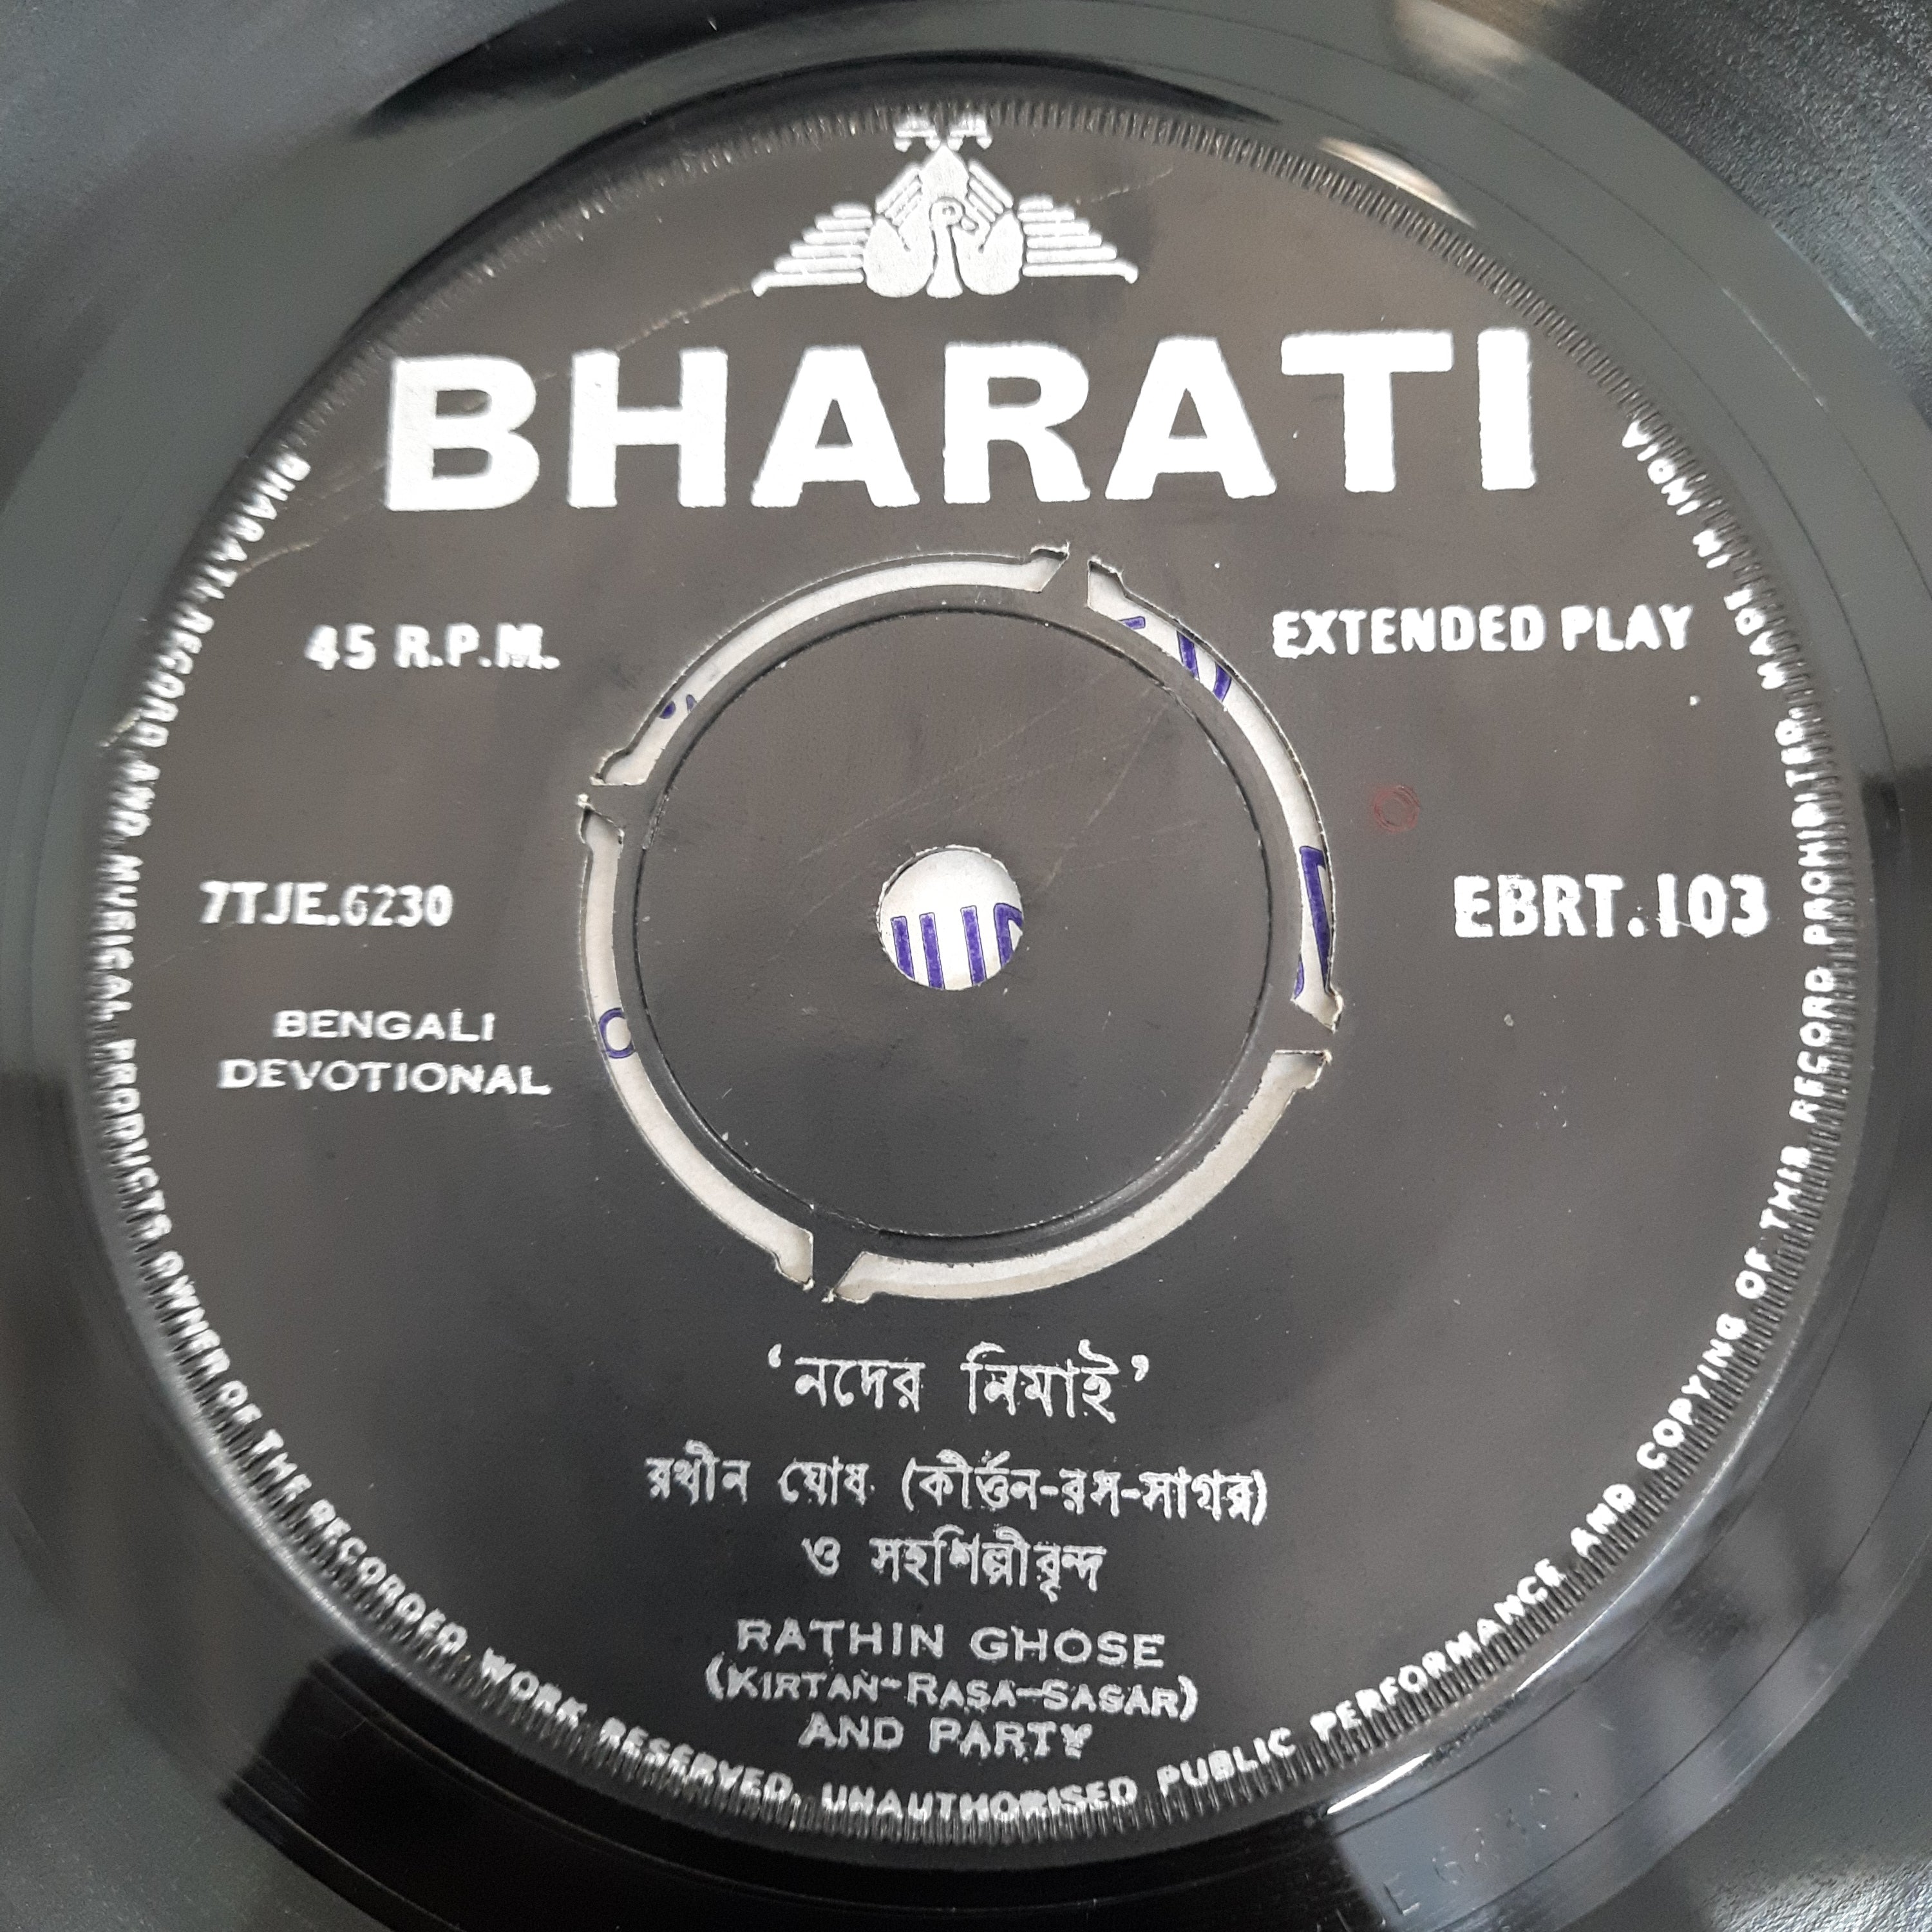 BHARATI
45 R.P.M.
EXTENDED PLAY
7TJE.6230
EBRT.103
BENGALI
DEVOTIONAL
‘নদের নিমাই’
রথীন ঘোষ (কীর্ত্তন-রস-সাগর)
ও সহশিল্পীবৃন্দ
RATHIN GHOSE
(KIRTAN-RASA-SAGAR)
AND PARTY
BHARATI RECORD AND MUSICAL PRODUCTS OWNER OF THE RECORDED WORK RESERVED. UNAUTHORISED PUBLIC PERFORMANCE AND COPYING OF THIS RECORD PROHIBITED. MADE IN INDIA